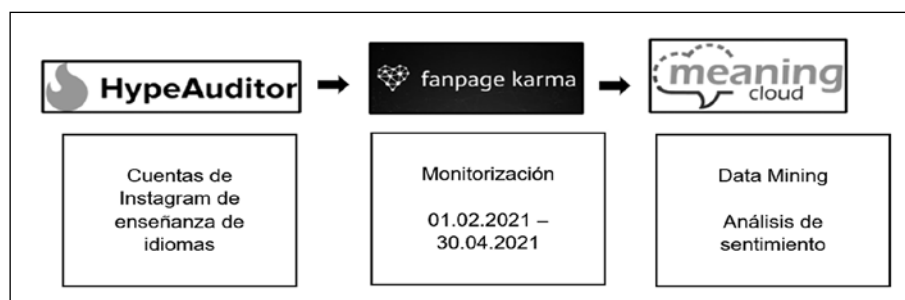 HypeAuditor
fanpage karma
meaning
cloud
Cuentas de
Instagram de
enseñanza de
idiomas
Monitorización
01.02.2021 –
30.04.2021
Data Mining
Análisis de
sentimiento